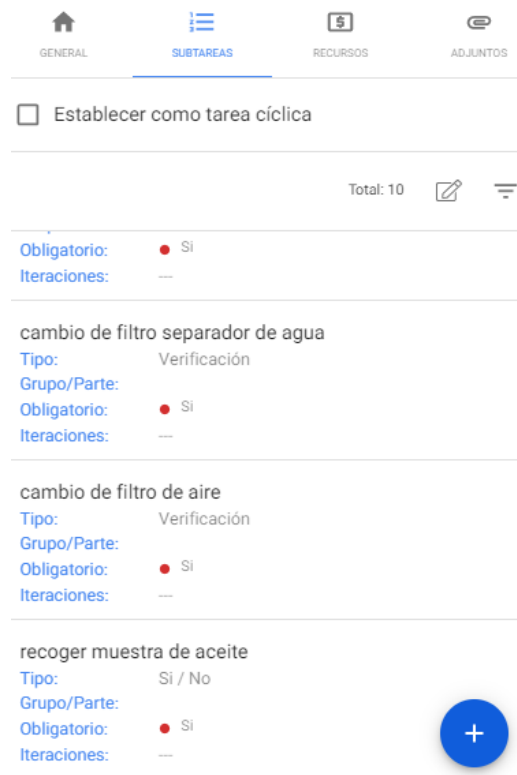 GENERAL SUBTAREAS RECURSOS ADJUNTOS
Establecer como tarea cíclica
Total: 10
Obligatorio: Si
Iteraciones: ---
cambio de filtro separador de agua
Tipo: Verificación
Grupo/Parte:
Obligatorio: Si
Iteraciones: ---
cambio de filtro de aire
Tipo: Verificación
Grupo/Parte:
Obligatorio: Si
Iteraciones: ---
recoger muestra de aceite
Tipo: Si / No
Grupo/Parte:
Obligatorio: Si
Iteraciones: ---